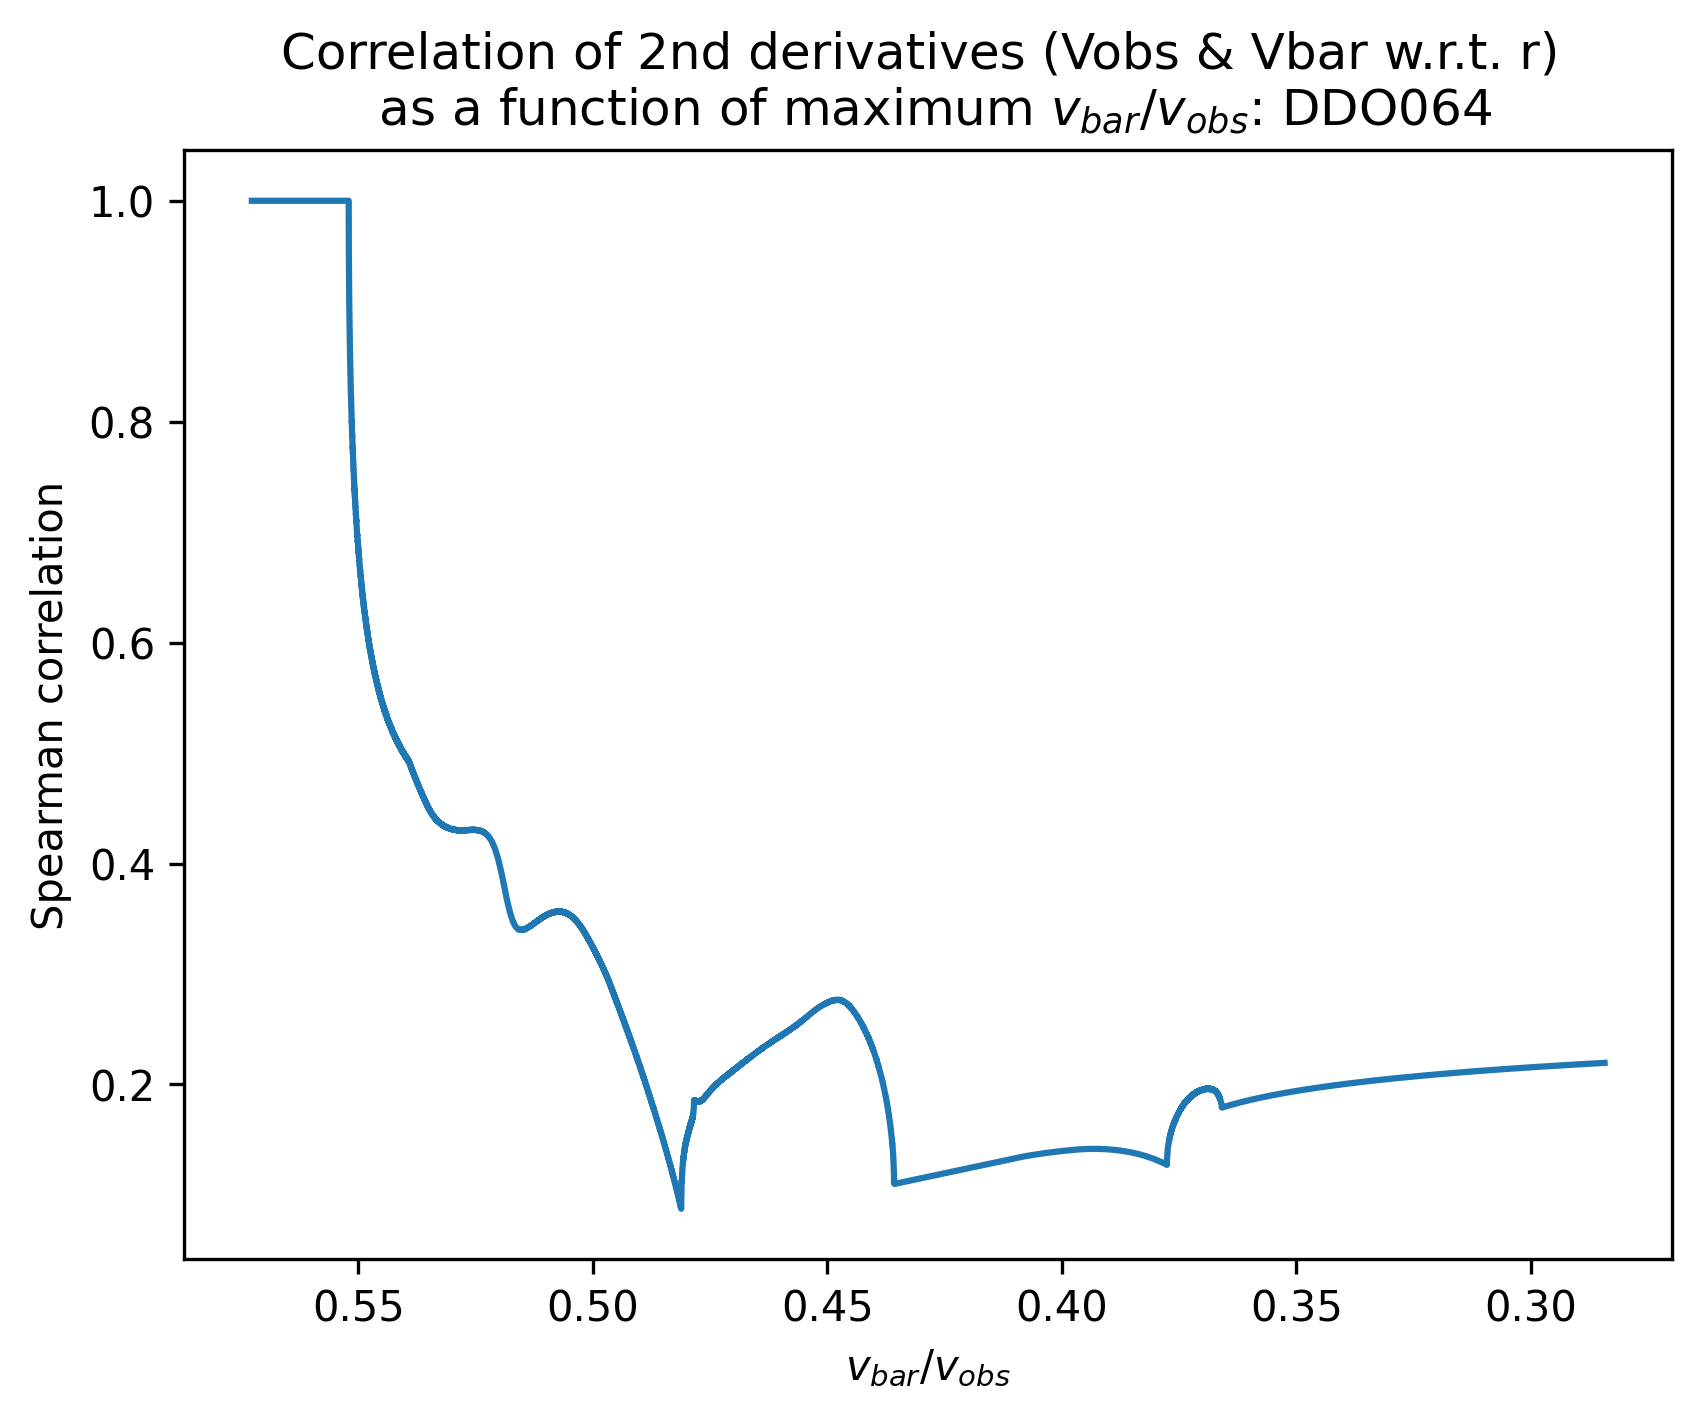 Correlation of 2nd derivatives (Vobs & Vbar w.r.t. r)
as a function of maximum v_bar/v_obs: DDO064
Spearman correlation
1.0
0.8
0.6
0.4
0.2
0.55 0.50 0.45 0.40 0.35 0.30
v_bar/v_obs